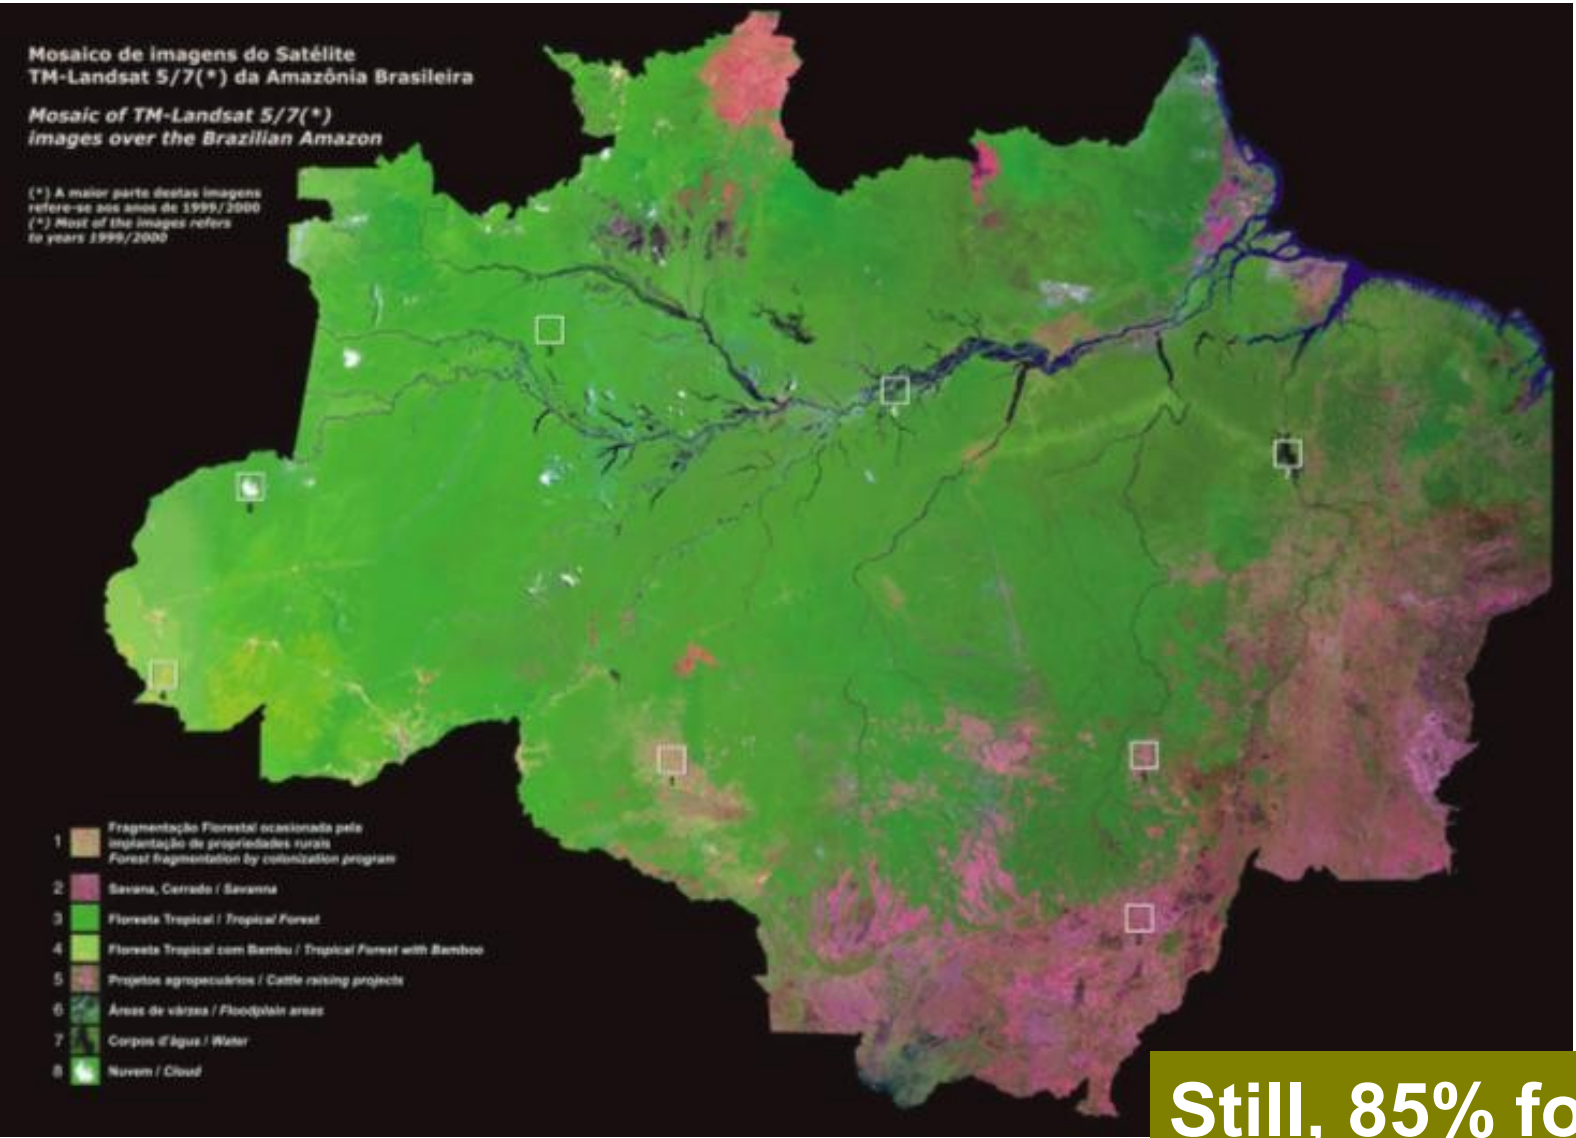 Mosaico de imagens do Satélite
TM-Landsat 5/7(*) da Amazônia Brasileira
Mosaic of TM-Landsat 5/7(*)
images over the Brazilian Amazon
(*) A maior parte destas imagens
refere-se aos anos de 1999/2000
(*) Most of the images refers
to years 1999/2000
1 Fragmentação Florestal ocasionada pela
implantação de propriedades rurais
Forest fragmentation by colonization program
2 Savana, Cerrado / Savanna
3 Floresta Tropical / Tropical Forest
4 Floresta Tropical com Bambu / Tropical Forest with Bamboo
5 Projetos agropecuários / Cattle raising projects
6 Áreas de várzea / Floodplain areas
7 Corpos d'água / Water
8 Nuvem / Cloud
Still, 85% fo